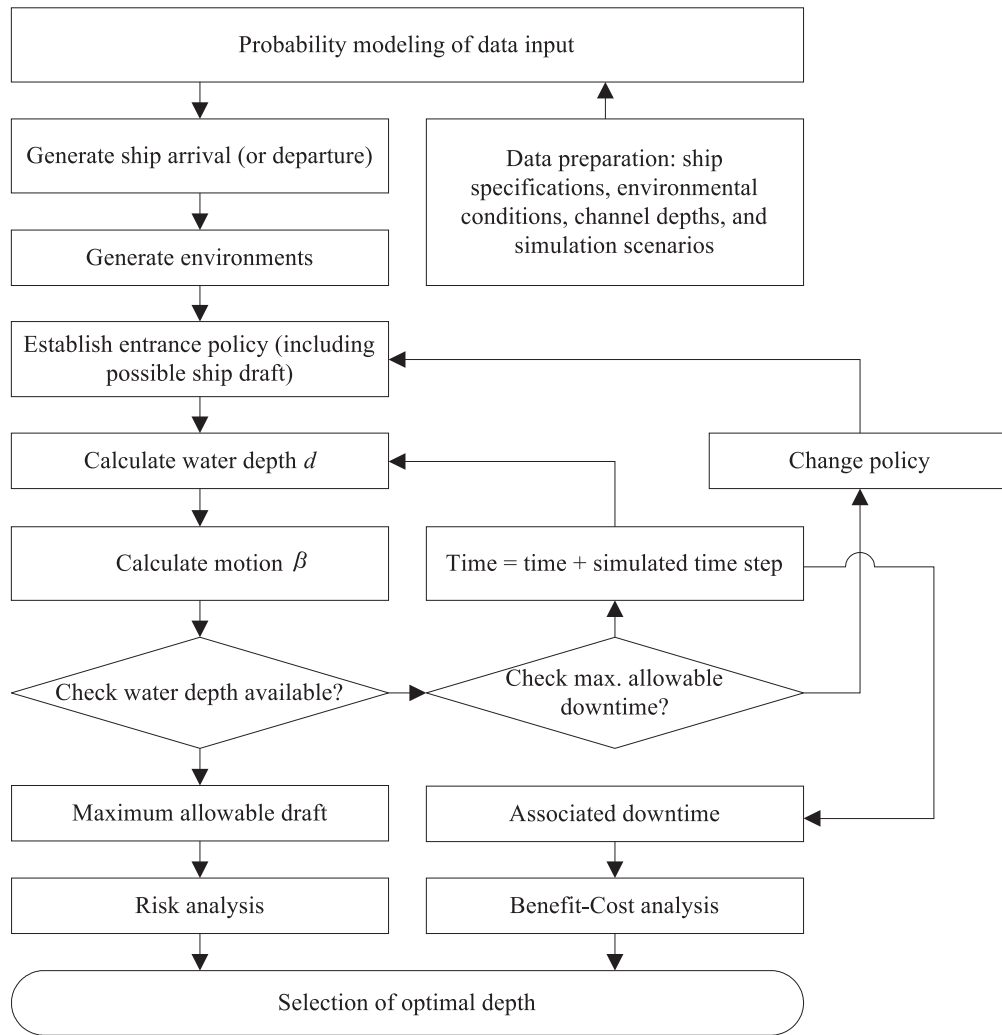 Probability modeling of data input
Generate ship arrival (or departure)
Data preparation: ship
specifications, environmental
conditions, channel depths, and
simulation scenarios
Generate environments
Establish entrance policy (including
possible ship draft)
Calculate water depth d
Change policy
Calculate motion β
Time = time + simulated time step
Check water depth available?
Check max. allowable
downtime?
Maximum allowable draft
Associated downtime
Risk analysis
Benefit-Cost analysis
Selection of optimal depth